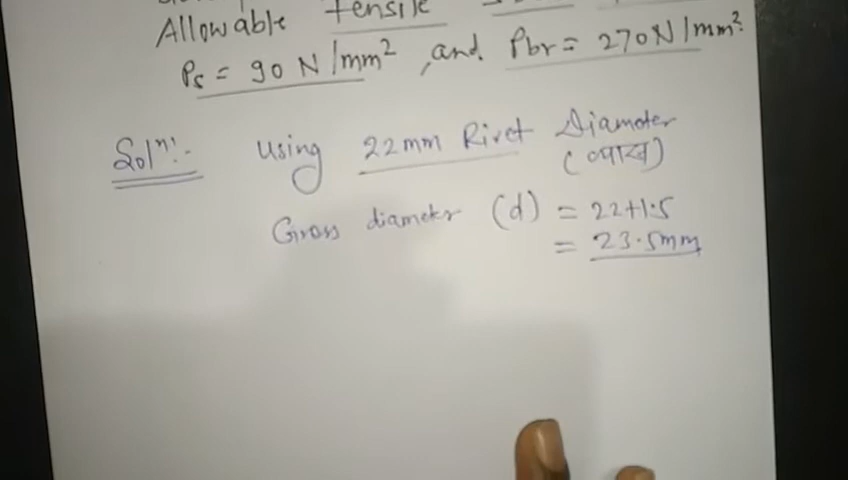 Allowable Tensile
Ps = 90 N/mm² , and Pbr = 270 N/mm².
Solⁿ:- Using 22mm Rivet Diameter
(व्यास)
Gross diameter (d) = 22+1.5
= 23.5mm